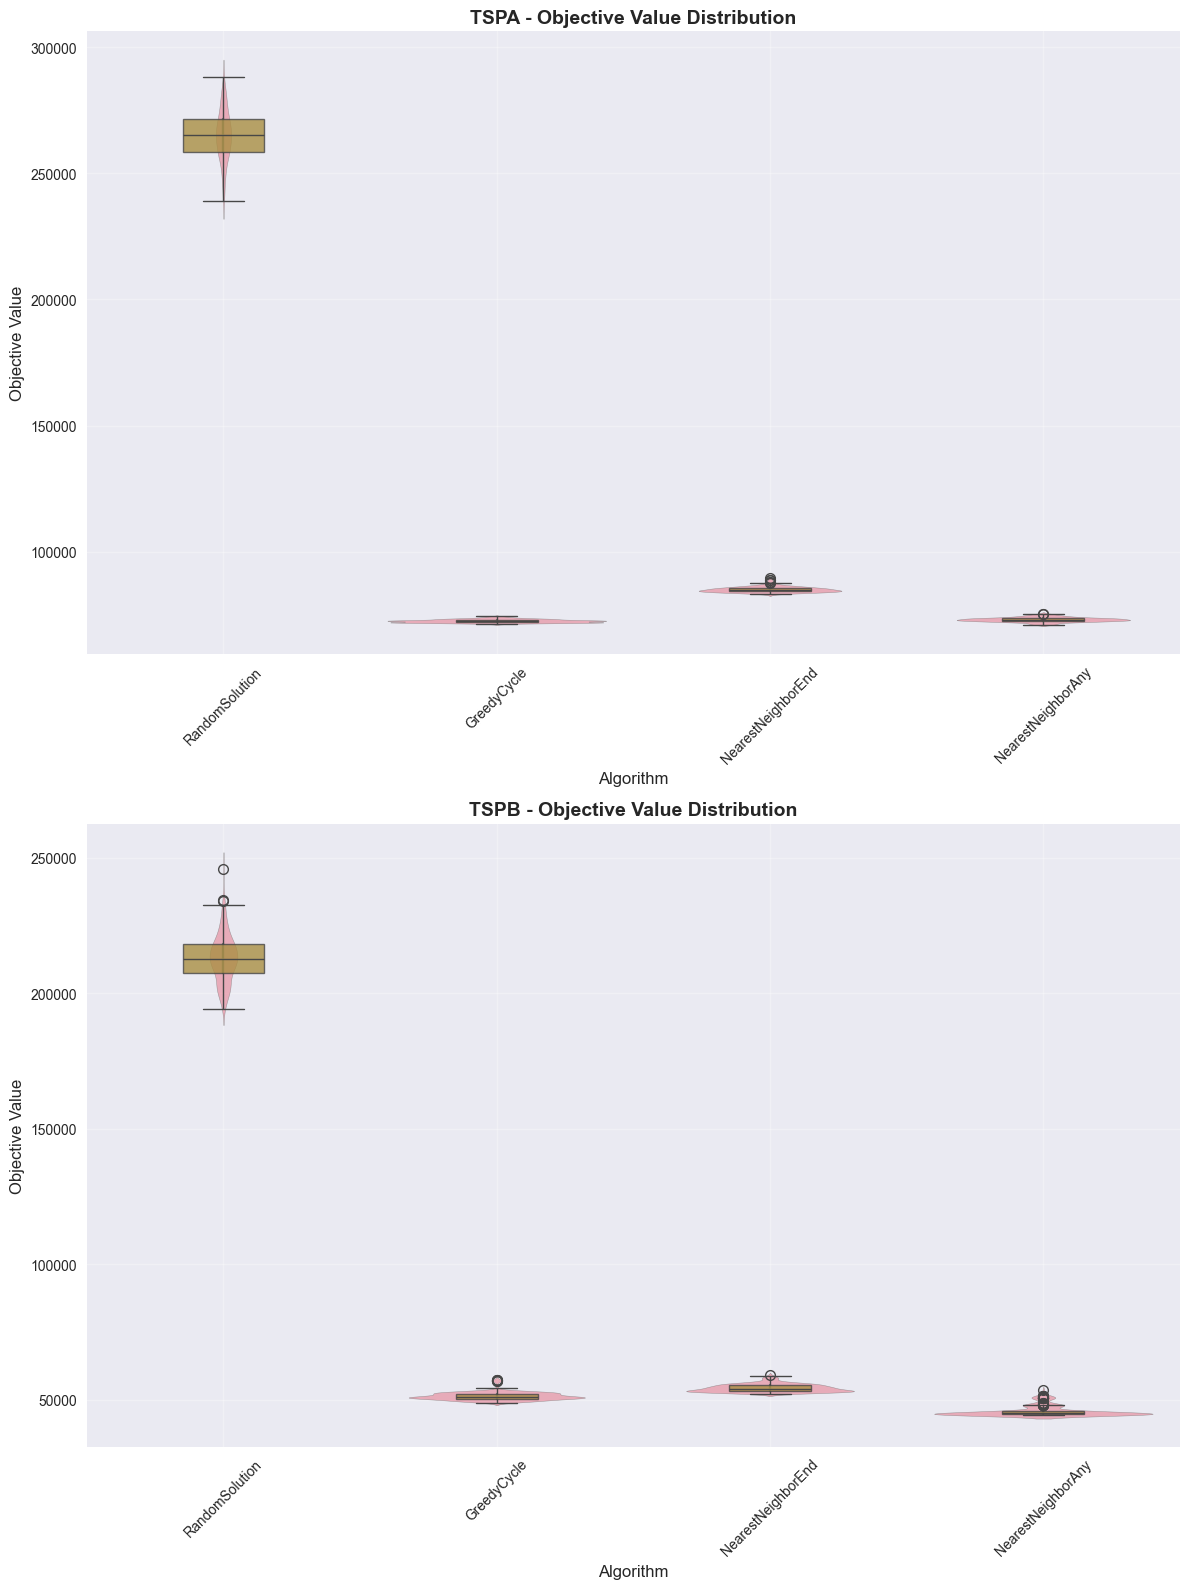 TSPA - Objective Value Distribution
300000
250000
200000
150000
100000
Objective Value
RandomSolution
GreedyCycle
NearestNeighborEnd
NearestNeighborAny
Algorithm
TSPB - Objective Value Distribution
250000
200000
150000
100000
50000
Objective Value
RandomSolution
GreedyCycle
NearestNeighborEnd
NearestNeighborAny
Algorithm